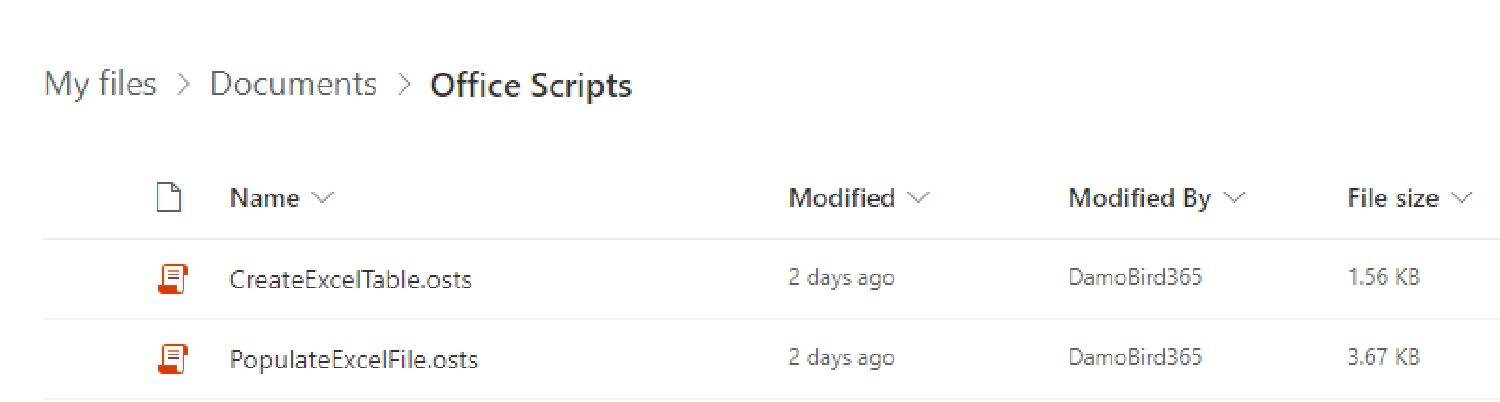 My files > Documents > Office Scripts
Name Modified Modified By File size
CreateExcelTable.osts 2 days ago DamoBird365 1.56 KB
PopulateExcelFile.osts 2 days ago DamoBird365 3.67 KB